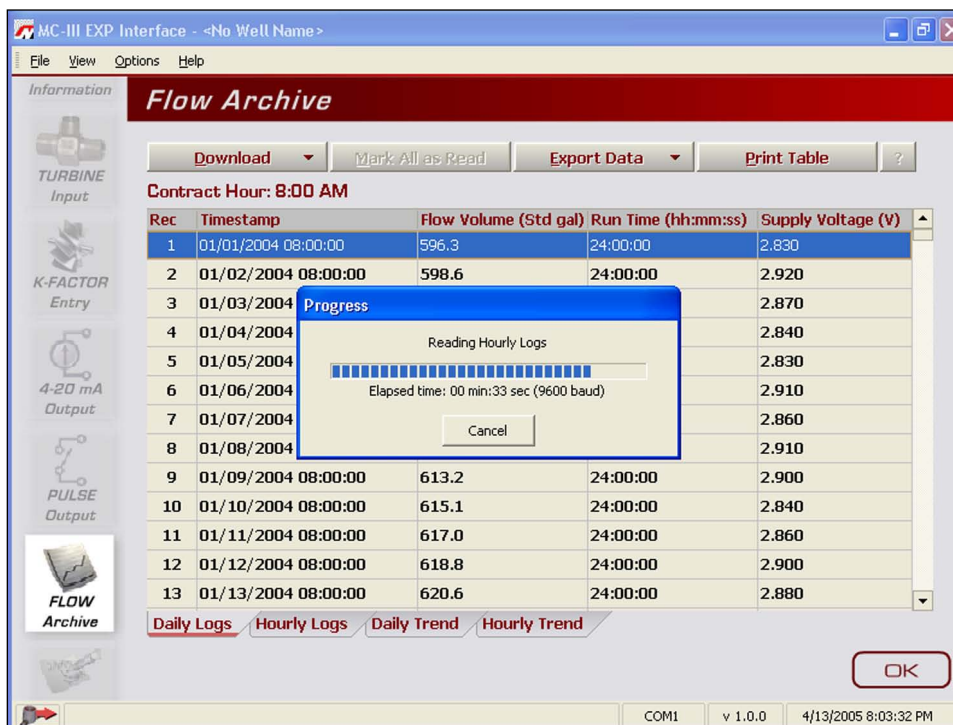 MC-III EXP Interface - <No Well Name>
File View Options Help
Information
TURBINE
Input
K-FACTOR
Entry
4-20 mA
Output
PULSE
Output
FLOW
Archive
Flow Archive
Download Mark All as Read Export Data Print Table ?
Contract Hour: 8:00 AM
Rec Timestamp Flow Volume (Std gal) Run Time (hh:mm:ss) Supply Voltage (V)
1 01/01/2004 08:00:00 596.3 24:00:00 2.830
2 01/02/2004 08:00:00 598.6 24:00:00 2.920
3 01/03/2004 2.870
4 01/04/2004 2.840
5 01/05/2004 2.830
6 01/06/2004 2.910
7 01/07/2004 2.860
8 01/08/2004 2.910
9 01/09/2004 08:00:00 613.2 24:00:00 2.900
10 01/10/2004 08:00:00 615.1 24:00:00 2.840
11 01/11/2004 08:00:00 617.0 24:00:00 2.860
12 01/12/2004 08:00:00 618.8 24:00:00 2.900
13 01/13/2004 08:00:00 620.6 24:00:00 2.880
Progress
Reading Hourly Logs
Elapsed time: 00 min:33 sec (9600 baud)
Cancel
Daily Logs Hourly Logs Daily Trend Hourly Trend
OK
COM1 v 1.0.0 4/13/2005 8:03:32 PM